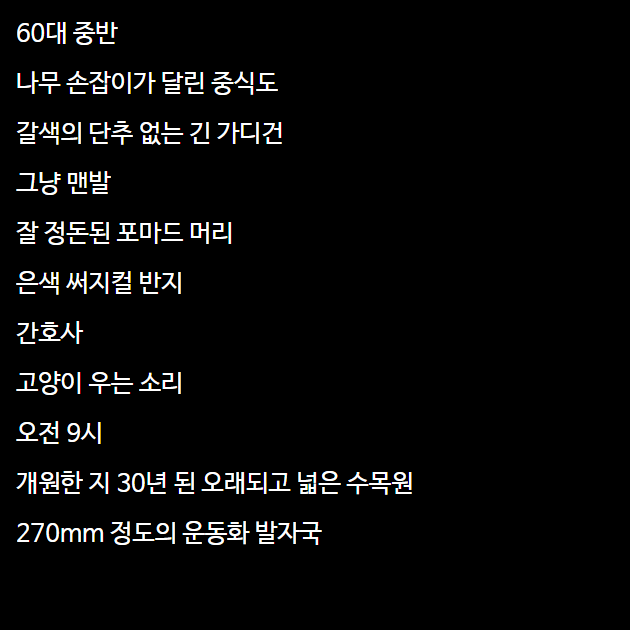 60대 중반
나무 손잡이가 달린 중식도
갈색의 단추 없는 긴 가디건
그냥 맨발
잘 정돈된 포마드 머리
은색 써지컬 반지
간호사
고양이 우는 소리
오전 9시
개원한 지 30년 된 오래되고 넓은 수목원
270mm 정도의 운동화 발자국